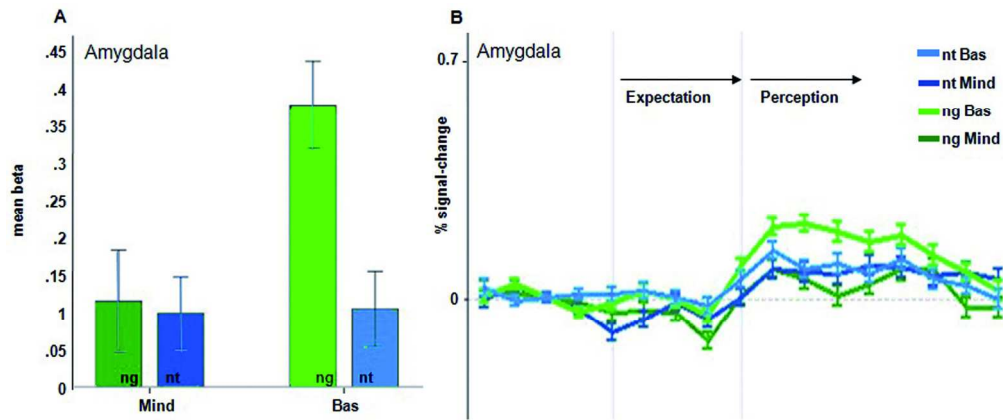 A
Amygdala
mean beta
.45
.4
.35
.3
.25
.2
.15
1
.05
0
ng
nt
ng
nt
Mind
Bas
B
Amygdala
% signal-change
0.7
0
Expectation
Perception
nt Bas
nt Mind
ng Bas
ng Mind